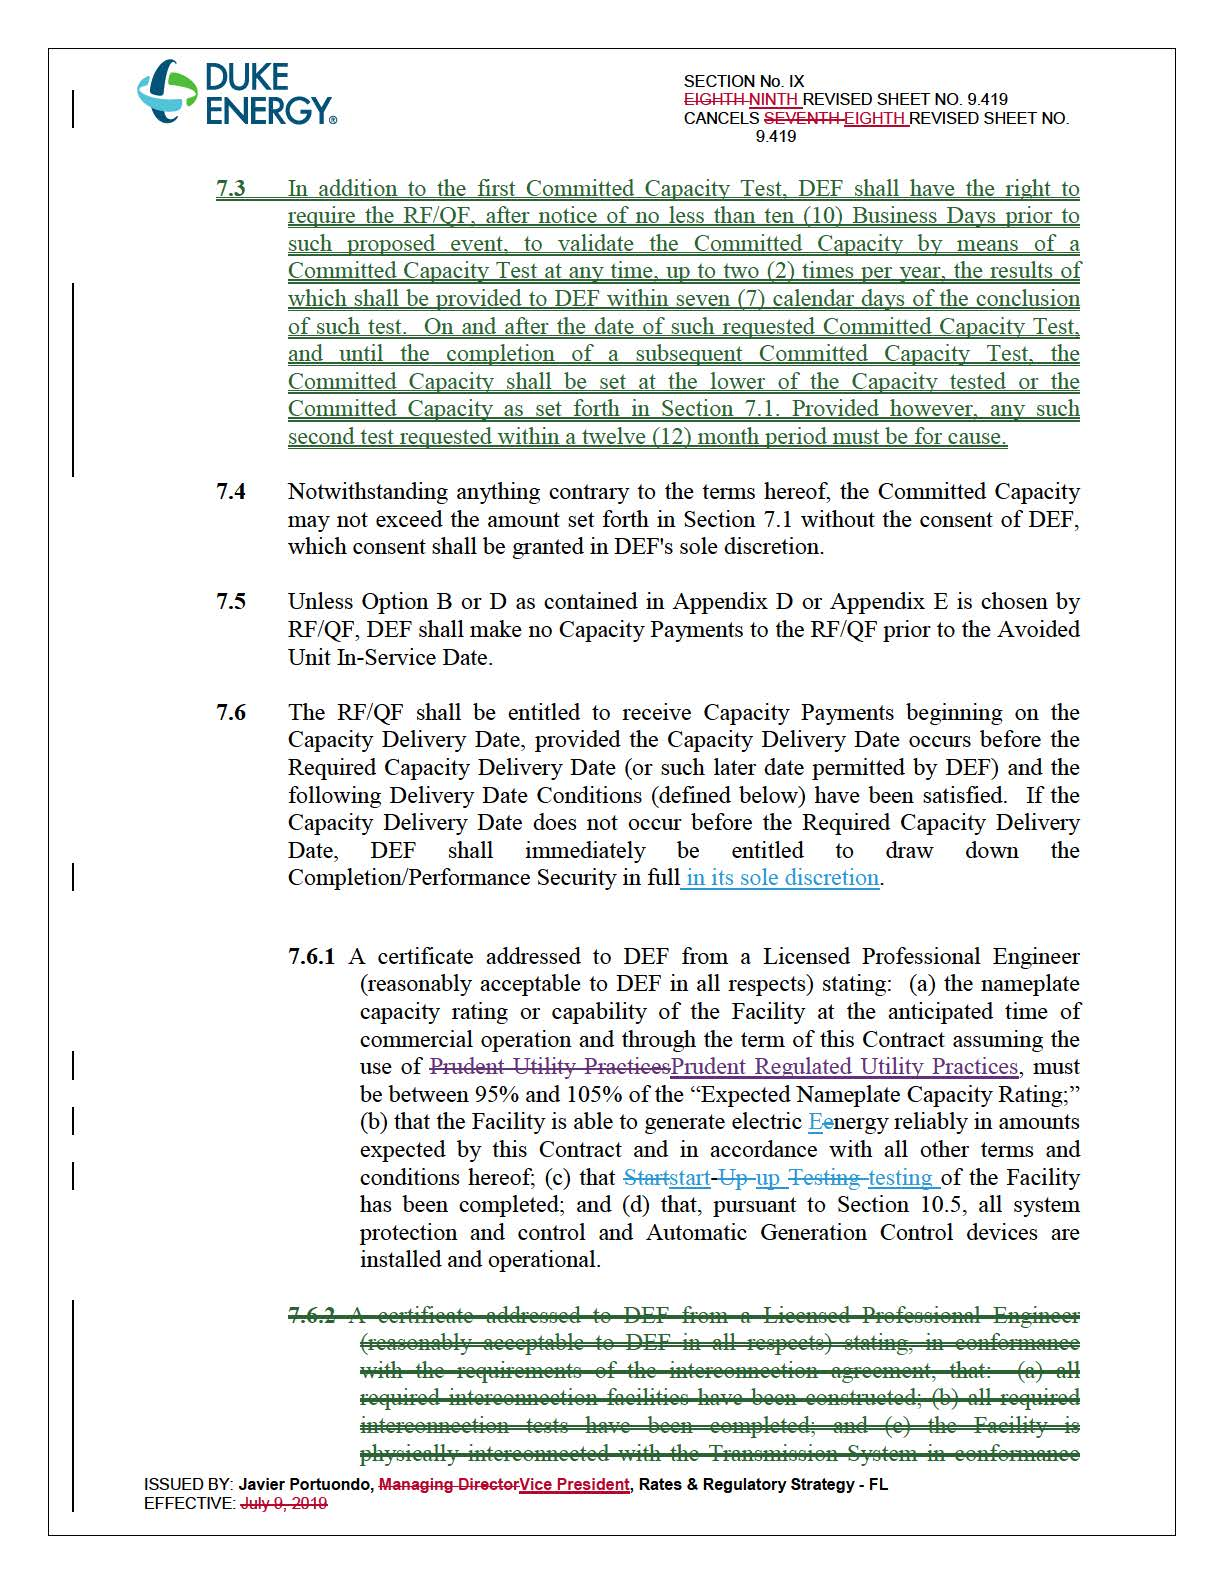 DUKE
ENERGY®
SECTION No. IX
EIGHTH NINTH REVISED SHEET NO. 9.419
CANCELS SEVENTH EIGHTH REVISED SHEET NO.
9.419
7.3 In addition to the first Committed Capacity Test, DEF shall have the right to
require the RF/QF, after notice of no less than ten (10) Business Days prior to
such proposed event, to validate the Committed Capacity by means of a
Committed Capacity Test at any time, up to two (2) times per year, the results of
which shall be provided to DEF within seven (7) calendar days of the conclusion
of such test.  On and after the date of such requested Committed Capacity Test,
and until the completion of a subsequent Committed Capacity Test, the
Committed Capacity shall be set at the lower of the Capacity tested or the
Committed Capacity as set forth in Section 7.1. Provided however, any such
second test requested within a twelve (12) month period must be for cause.
7.4 Notwithstanding anything contrary to the terms hereof, the Committed Capacity
may not exceed the amount set forth in Section 7.1 without the consent of DEF,
which consent shall be granted in DEF's sole discretion.
7.5 Unless Option B or D as contained in Appendix D or Appendix E is chosen by
RF/QF, DEF shall make no Capacity Payments to the RF/QF prior to the Avoided
Unit In-Service Date.
7.6 The RF/QF shall be entitled to receive Capacity Payments beginning on the
Capacity Delivery Date, provided the Capacity Delivery Date occurs before the
Required Capacity Delivery Date (or such later date permitted by DEF) and the
following Delivery Date Conditions (defined below) have been satisfied.  If the
Capacity Delivery Date does not occur before the Required Capacity Delivery
Date, DEF shall immediately be entitled to draw down the
Completion/Performance Security in full in its sole discretion.
7.6.1 A certificate addressed to DEF from a Licensed Professional Engineer
(reasonably acceptable to DEF in all respects) stating:  (a) the nameplate
capacity rating or capability of the Facility at the anticipated time of
commercial operation and through the term of this Contract assuming the
use of Prudent Utility PracticesPrudent Regulated Utility Practices, must
be between 95% and 105% of the “Expected Nameplate Capacity Rating;”
(b) that the Facility is able to generate electric Eenergy reliably in amounts
expected by this Contract and in accordance with all other terms and
conditions hereof; (c) that Startstart-Up up Testing testing of the Facility
has been completed; and (d) that, pursuant to Section 10.5, all system
protection and control and Automatic Generation Control devices are
installed and operational.
7.6.2 A certificate addressed to DEF from a Licensed Professional Engineer
(reasonably acceptable to DEF in all respects) stating, in conformance
with the requirements of the interconnection agreement, that:  (a) all
required interconnection facilities have been constructed; (b) all required
interconnection tests have been completed; and (c) the Facility is
physically interconnected with the Transmission System in conformance
ISSUED BY: Javier Portuondo, Managing DirectorVice President, Rates & Regulatory Strategy - FL
EFFECTIVE: July 9, 2019